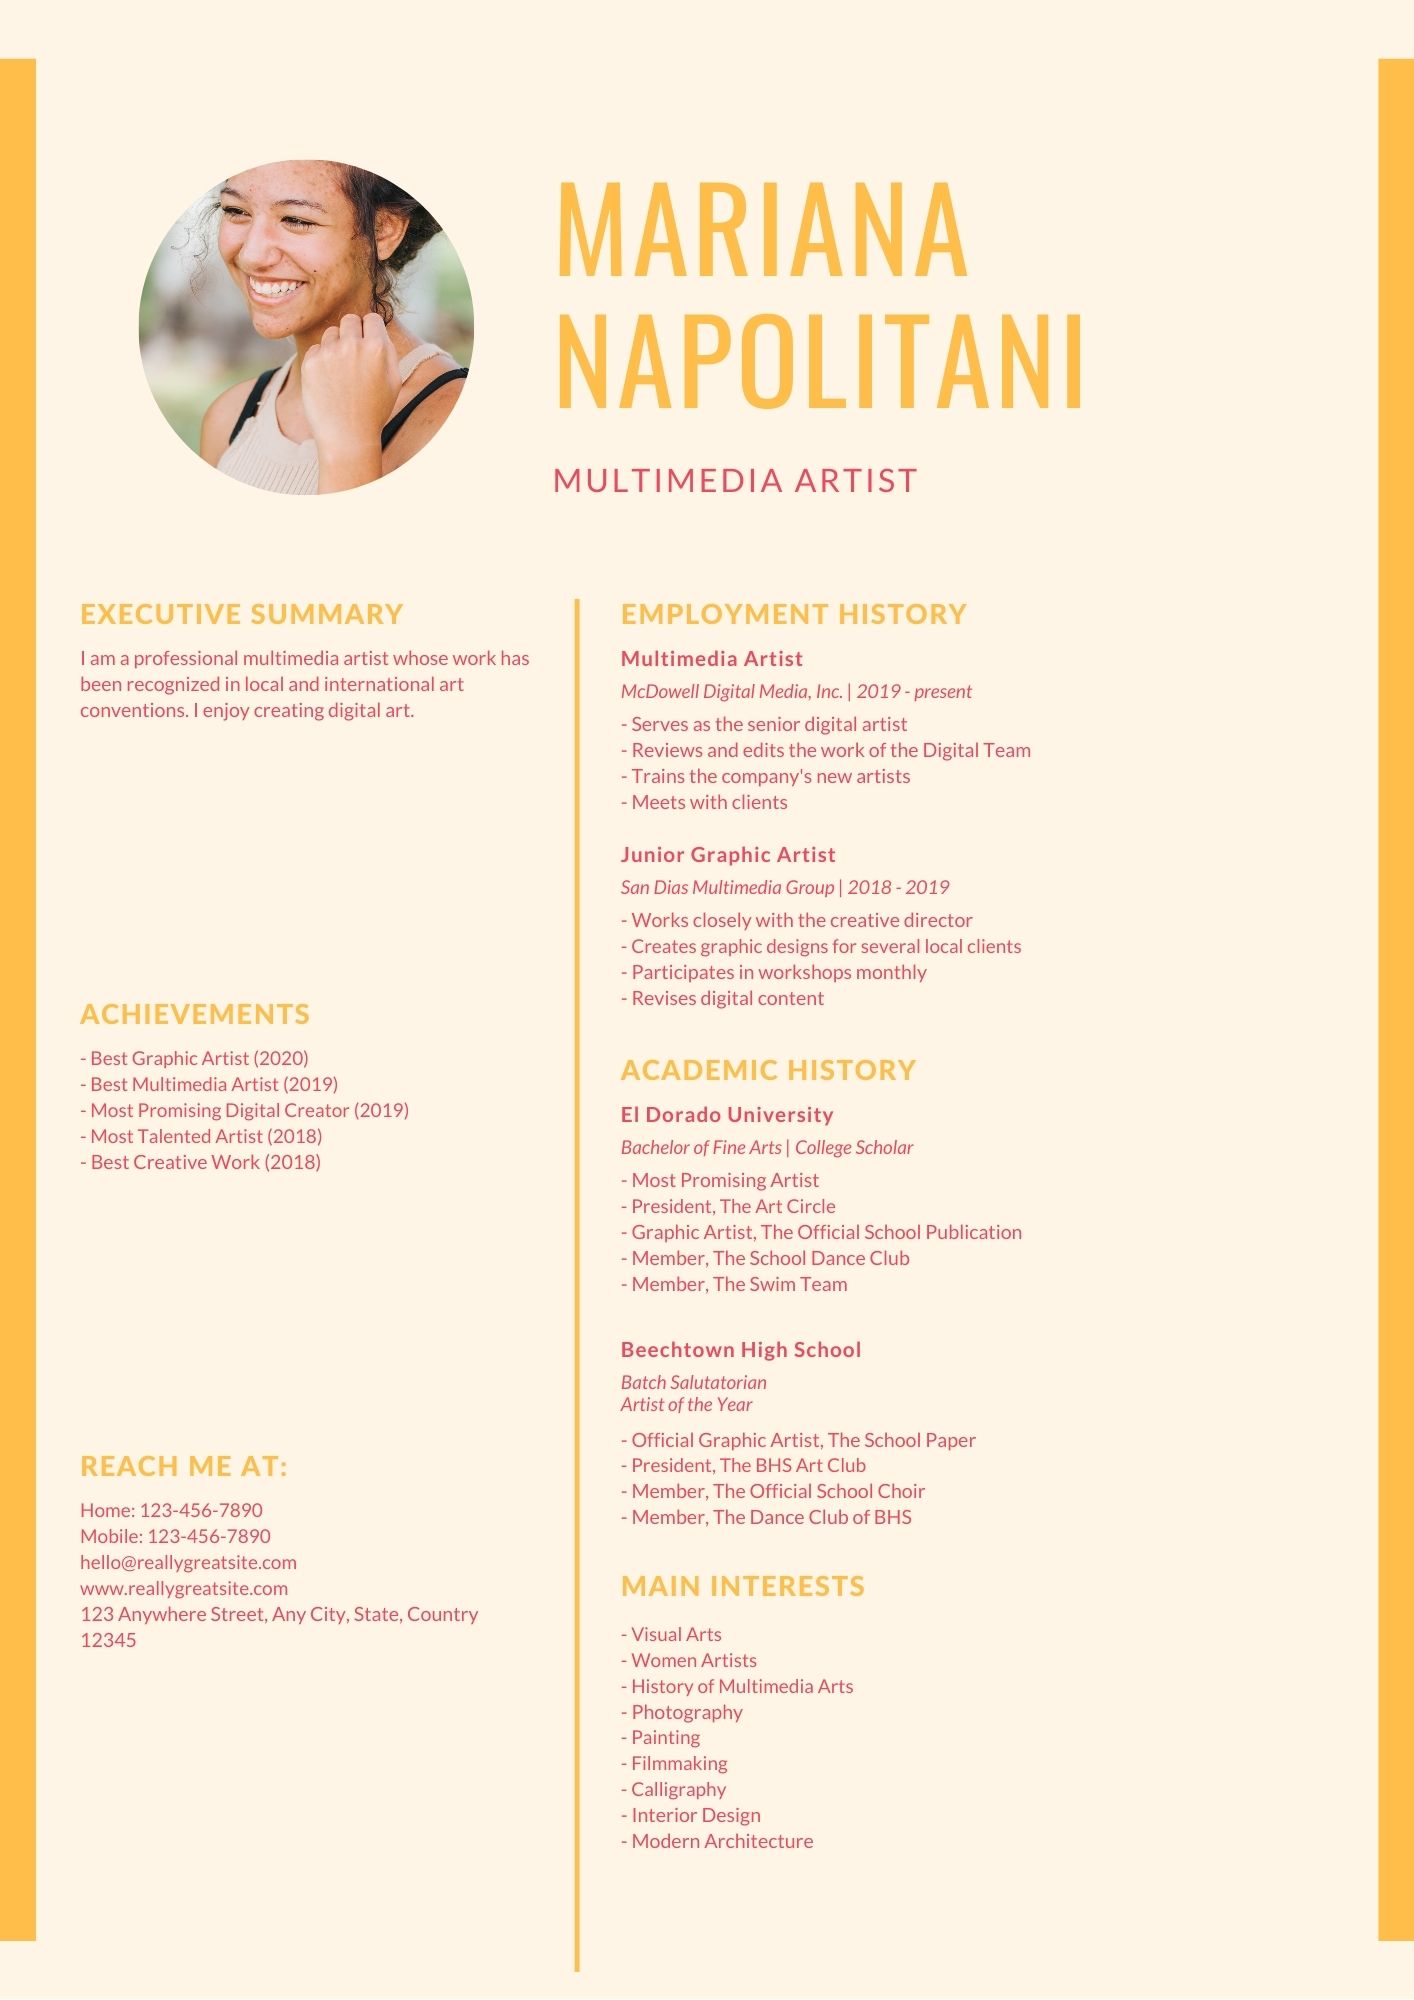 MARIANA
NAPOLITANI
MULTIMEDIA ARTIST
EXECUTIVE SUMMARY
I am a professional multimedia artist whose work has
been recognized in local and international art
conventions. I enjoy creating digital art.
ACHIEVEMENTS
- Best Graphic Artist (2020)
- Best Multimedia Artist (2019)
- Most Promising Digital Creator (2019)
- Most Talented Artist (2018)
- Best Creative Work (2018)
REACH ME AT:
Home: 123-456-7890
Mobile: 123-456-7890
hello@reallygreatsite.com
www.reallygreatsite.com
123 Anywhere Street, Any City, State, Country
12345
EMPLOYMENT HISTORY
Multimedia Artist
McDowell Digital Media, Inc. | 2019 - present
- Serves as the senior digital artist
- Reviews and edits the work of the Digital Team
- Trains the company's new artists
- Meets with clients
Junior Graphic Artist
San Dias Multimedia Group | 2018 - 2019
- Works closely with the creative director
- Creates graphic designs for several local clients
- Participates in workshops monthly
- Revises digital content
ACADEMIC HISTORY
El Dorado University
Bachelor of Fine Arts | College Scholar
- Most Promising Artist
- President, The Art Circle
- Graphic Artist, The Official School Publication
- Member, The School Dance Club
- Member, The Swim Team
Beechtown High School
Batch Salutatorian
Artist of the Year
- Official Graphic Artist, The School Paper
- President, The BHS Art Club
- Member, The Official School Choir
- Member, The Dance Club of BHS
MAIN INTERESTS
- Visual Arts
- Women Artists
- History of Multimedia Arts
- Photography
- Painting
- Filmmaking
- Calligraphy
- Interior Design
- Modern Architecture